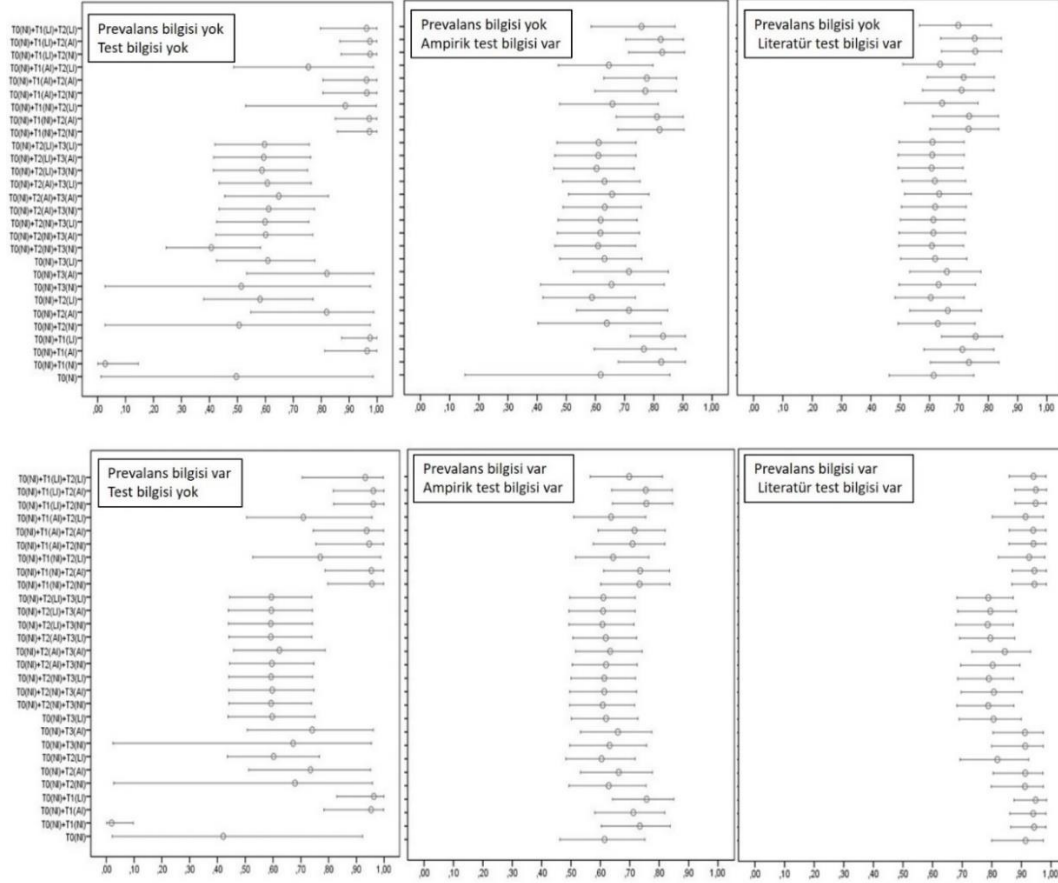 Prevalans bilgisi yok
Test bilgisi yok
Prevalans bilgisi yok
Ampirik test bilgisi var
Prevalans bilgisi yok
Literatür test bilgisi var
T0(NI)+T1(LI)+T2(LI)
T0(NI)+T1(LI)+T2(AI)
T0(NI)+T1(LI)+T2(NI)
T0(NI)+T1(AI)+T2(LI)
T0(NI)+T1(AI)+T2(AI)
T0(NI)+T1(AI)+T2(NI)
T0(NI)+T1(NI)+T2(LI)
T0(NI)+T1(NI)+T2(AI)
T0(NI)+T1(NI)+T2(NI)
T0(NI)+T2(LI)+T3(LI)
T0(NI)+T2(LI)+T3(AI)
T0(NI)+T2(LI)+T3(NI)
T0(NI)+T2(AI)+T3(LI)
T0(NI)+T2(AI)+T3(AI)
T0(NI)+T2(AI)+T3(NI)
T0(NI)+T2(NI)+T3(LI)
T0(NI)+T2(NI)+T3(AI)
T0(NI)+T2(NI)+T3(NI)
T0(NI)+T3(LI)
T0(NI)+T3(AI)
T0(NI)+T3(NI)
T0(NI)+T2(LI)
T0(NI)+T2(AI)
T0(NI)+T2(NI)
T0(NI)+T1(LI)
T0(NI)+T1(AI)
T0(NI)+T1(NI)
T0(NI)
,00 ,10 ,20 ,30 ,40 ,50 ,60 ,70 ,80 ,90 1,00
,00 ,10 ,20 ,30 ,40 ,50 ,60 ,70 ,80 ,90 1,00
,00 ,10 ,20 ,30 ,40 ,50 ,60 ,70 ,80 ,90 1,00
Prevalans bilgisi var
Test bilgisi yok
Prevalans bilgisi var
Ampirik test bilgisi var
Prevalans bilgisi var
Literatür test bilgisi var
T0(NI)+T1(LI)+T2(LI)
T0(NI)+T1(LI)+T2(AI)
T0(NI)+T1(LI)+T2(NI)
T0(NI)+T1(AI)+T2(LI)
T0(NI)+T1(AI)+T2(AI)
T0(NI)+T1(AI)+T2(NI)
T0(NI)+T1(NI)+T2(LI)
T0(NI)+T1(NI)+T2(AI)
T0(NI)+T1(NI)+T2(NI)
T0(NI)+T2(LI)+T3(LI)
T0(NI)+T2(LI)+T3(AI)
T0(NI)+T2(LI)+T3(NI)
T0(NI)+T2(AI)+T3(LI)
T0(NI)+T2(AI)+T3(AI)
T0(NI)+T2(AI)+T3(NI)
T0(NI)+T2(NI)+T3(LI)
T0(NI)+T2(NI)+T3(AI)
T0(NI)+T2(NI)+T3(NI)
T0(NI)+T3(LI)
T0(NI)+T3(AI)
T0(NI)+T3(NI)
T0(NI)+T2(LI)
T0(NI)+T2(AI)
T0(NI)+T2(NI)
T0(NI)+T1(LI)
T0(NI)+T1(AI)
T0(NI)+T1(NI)
T0(NI)
,00 ,10 ,20 ,30 ,40 ,50 ,60 ,70 ,80 ,90 1,00
,00 ,10 ,20 ,30 ,40 ,50 ,60 ,70 ,80 ,90 1,00
,00 ,10 ,20 ,30 ,40 ,50 ,60 ,70 ,80 ,90 1,00